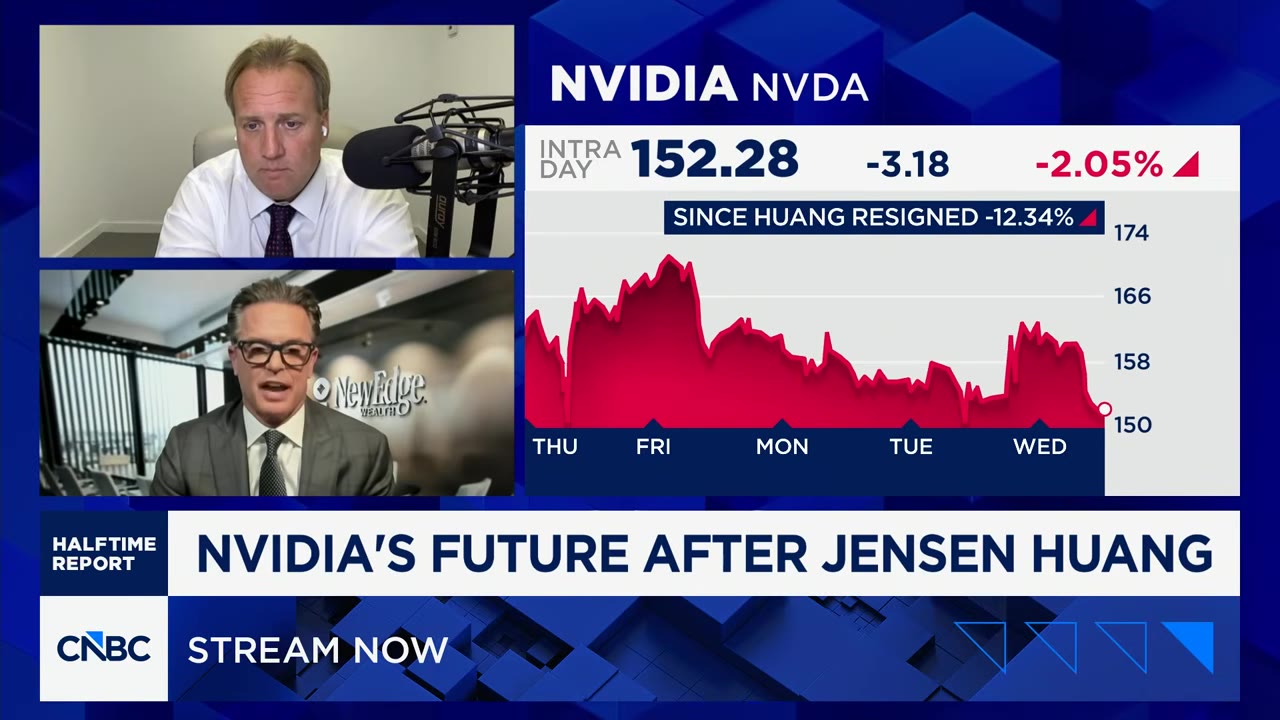 NVIDIA NVDA
INTRA
DAY
152.28
-3.18
-2.05%
SINCE HUANG RESIGNED -12.34%
174
166
158
150
THU
FRI
MON
TUE
WED
NewEdge
WEALTH
HALFTIME
REPORT
NVIDIA'S FUTURE AFTER JENSEN HUANG
CNBC
STREAM NOW